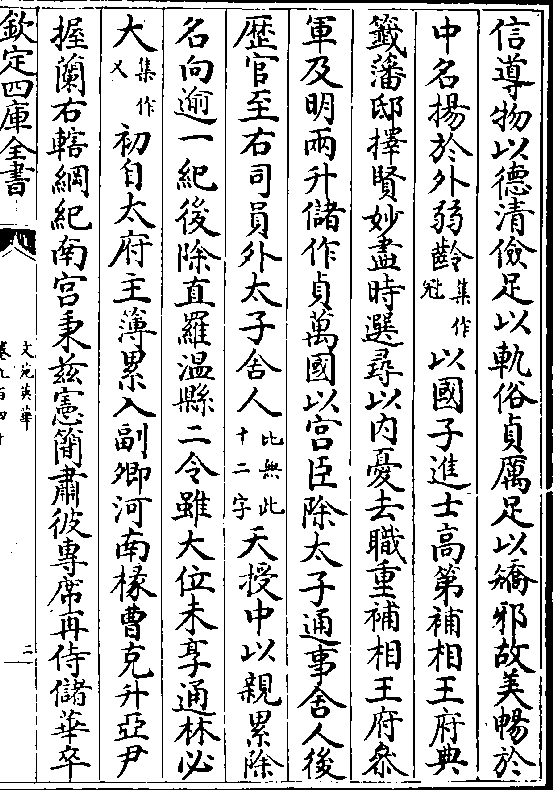 信導物以德清儉足以軌俗貞厲足以矯邪故美暢於
中名揚於外弱齡集作冠以國子進士高第補相王府典
籤藩邸擇賢妙盡時選尋以内憂去職重補相王府叅
軍及明兩升儲作貞萬國以宫臣除太子通事舍人後
歴官至右司員外太子舍人比無此十二字天授中以親累除
名向逾一紀後除直羅温縣二令雖大位未享通林必
大集作又初自太府主薄累入副卿河南椽曹克升亞尹
握蘭右轄綱紀南宫秉兹憲簡肅彼專席再侍儲華卒
欽定四庫全書
文苑英華
卷九百四十
二